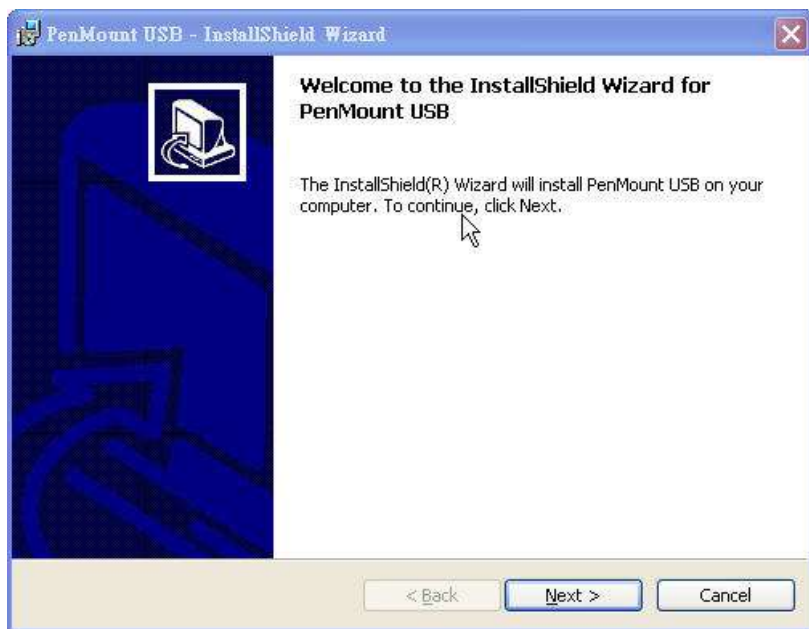 PenMount USB - InstallShield Wizard
Welcome to the InstallShield Wizard for
PenMount USB
The InstallShield(R) Wizard will install PenMount USB on your
computer. To continue, click Next.
< Back
Next >
Cancel